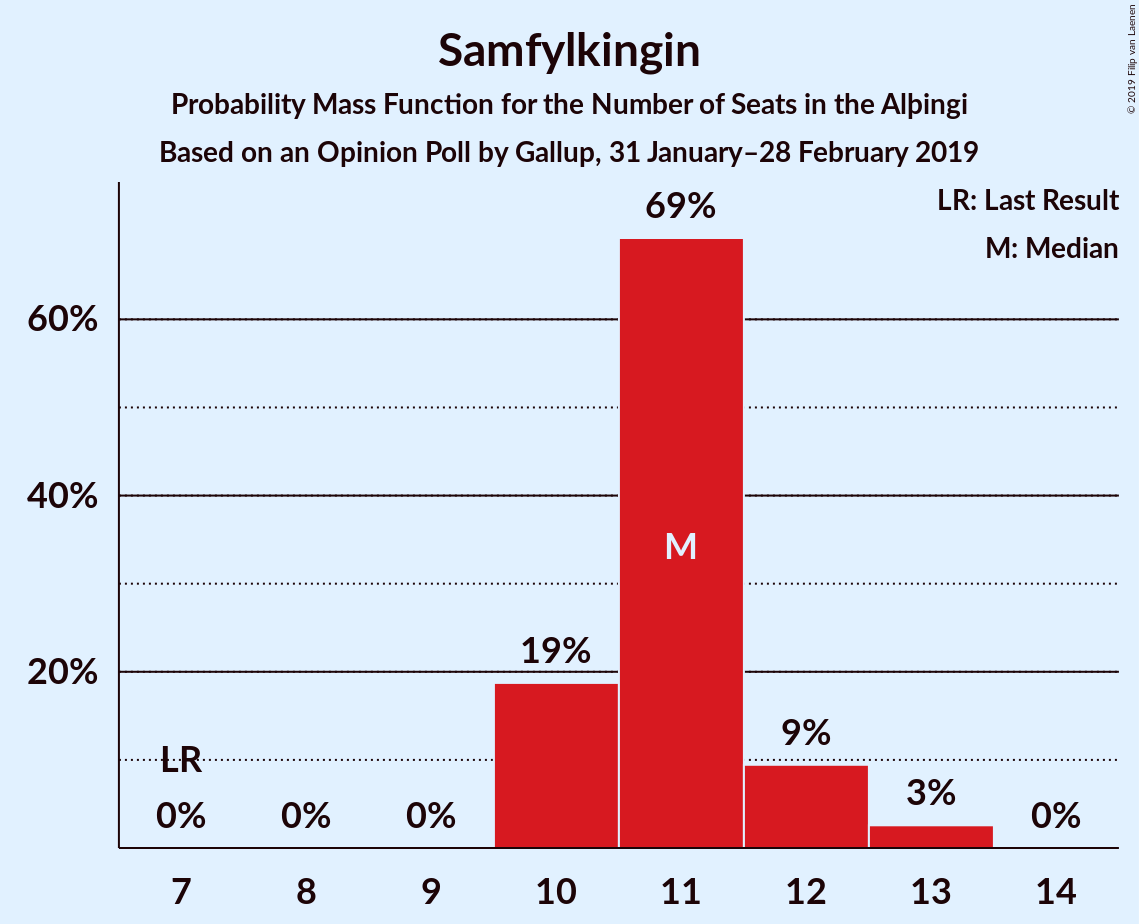 Samfylkingin
Probability Mass Function for the Number of Seats in the Alþingi
Based on an Opinion Poll by Gallup, 31 January–28 February 2019
© 2019 Filip van Laenen
LR: Last Result
M: Median
69%
60%
40%
M
19%
20%
9%
LR
3%
0%
0%
0%
0%
7
8
9
10
11
12
13
14